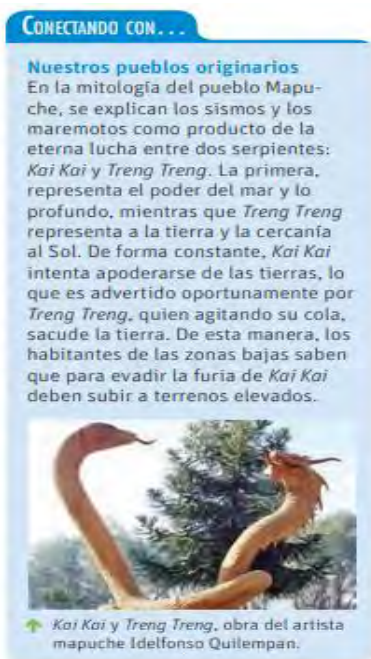 CONECTANDO CON...
Nuestros pueblos originarios
En la mitología del pueblo Mapu-
che, se explican los sismos y los
maremotos como producto de la
eterna lucha entre dos serpientes:
Kai Kai y Treng Treng. La primera,
representa el poder del mar y lo
profundo, mientras que Treng Treng
representa a la tierra y la cercanía
al Sol. De forma constante, Kai Kai
intenta apoderarse de las tierras, lo
que es advertido oportunamente por
Treng Treng, quien agitando su cola,
sacude la tierra. De esta manera, los
habitantes de las zonas bajas saben
que para evadir la furia de Kai Kai
deben subir a terrenos elevados.
Kai Kai y Treng Treng, obra del artista
mapuche Idelfonso Quilempan.